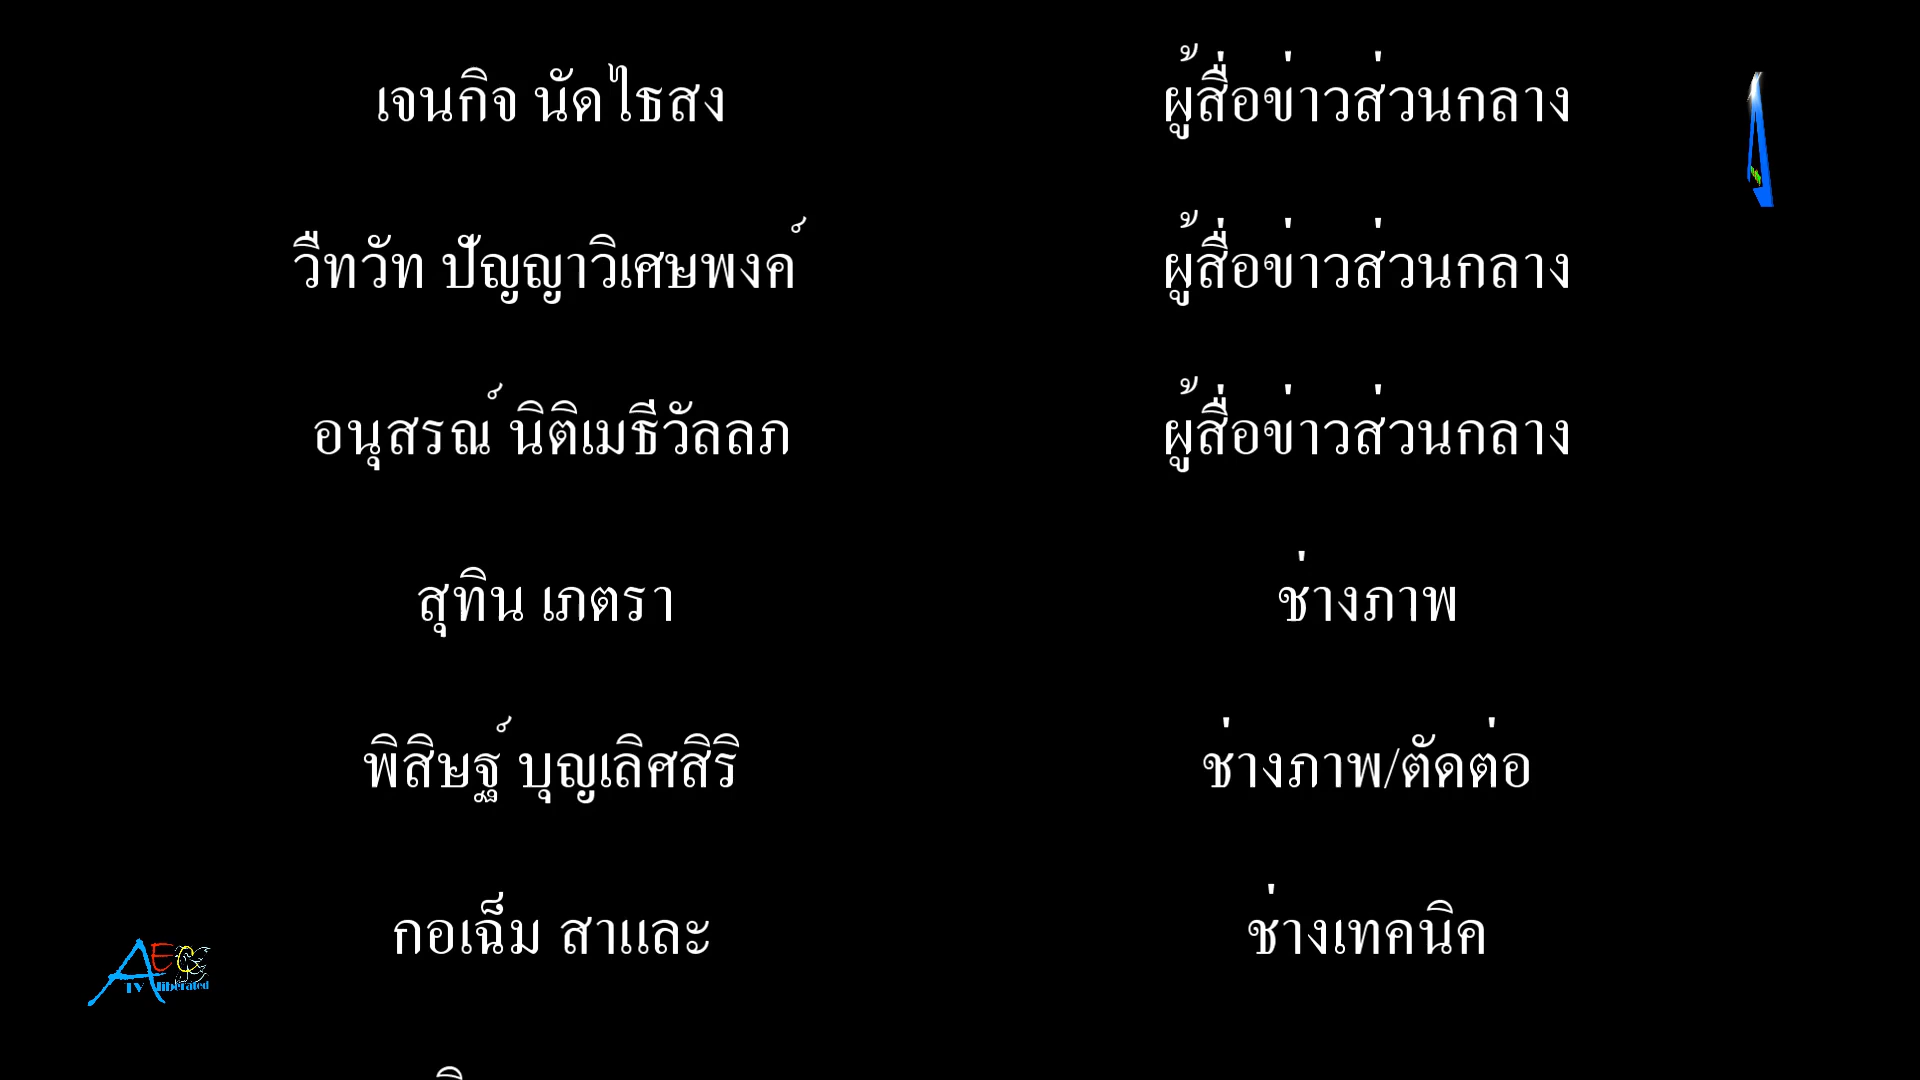 เจนกิจ นัดไธสง ผู้สื่อข่าวส่วนกลาง
วีทวัท ปัญญาวิเศษพงค์ ผู้สื่อข่าวส่วนกลาง
อนุสรณ์ นิติเมธีวัลลภ ผู้สื่อข่าวส่วนกลาง
สุทิน เภตรา ช่างภาพ
พิสิษฐ์ บุญเลิศสิริ ช่างภาพ/ตัดต่อ
กอเฉ็ม สาและ ช่างเทคนิค
AEC
TV liberated